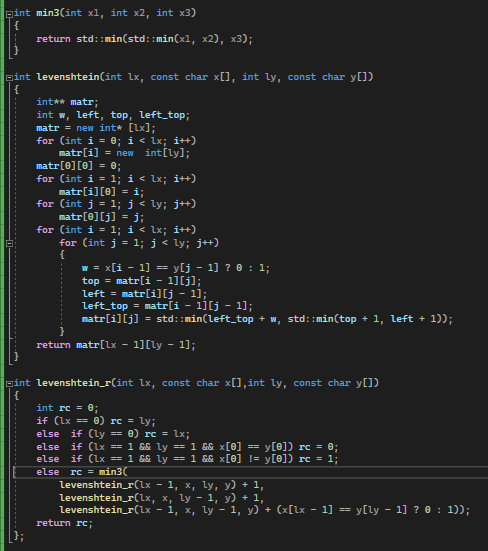 int min3(int x1, int x2, int x3)
{
    return std::min(std::min(x1, x2), x3);
}
int levenshtein(int lx, const char x[], int ly, const char y[])
{
    int** matr;
    int w, left, top, left_top;
    matr = new int* [lx];
    for (int i = 0; i < lx; i++)
        matr[i] = new  int[ly];
    matr[0][0] = 0;
    for (int i = 1; i < lx; i++)
        matr[i][0] = i;
    for (int j = 1; j < ly; j++)
        matr[0][j] = j;
    for (int i = 1; i < lx; i++)
        for (int j = 1; j < ly; j++)
        {
            w = x[i - 1] == y[j - 1] ? 0 : 1;
            top = matr[i - 1][j];
            left = matr[i][j - 1];
            left_top = matr[i - 1][j - 1];
            matr[i][j] = std::min(left_top + w, std::min(top + 1, left + 1));
        }
    return matr[lx - 1][ly - 1];
}
int levenshtein_r(int lx, const char x[],int ly, const char y[])
{
    int rc = 0;
    if (lx == 0) rc = ly;
    else  if (ly == 0) rc = lx;
    else  if (lx == 1 && ly == 1 && x[0] == y[0]) rc = 0;
    else  if (lx == 1 && ly == 1 && x[0] != y[0]) rc = 1;
    else  rc = min3(
        levenshtein_r(lx - 1, x, ly, y) + 1,
        levenshtein_r(lx, x, ly - 1, y) + 1,
        levenshtein_r(lx - 1, x, ly - 1, y) + (x[lx - 1] == y[ly - 1] ? 0 : 1));
    return rc;
};